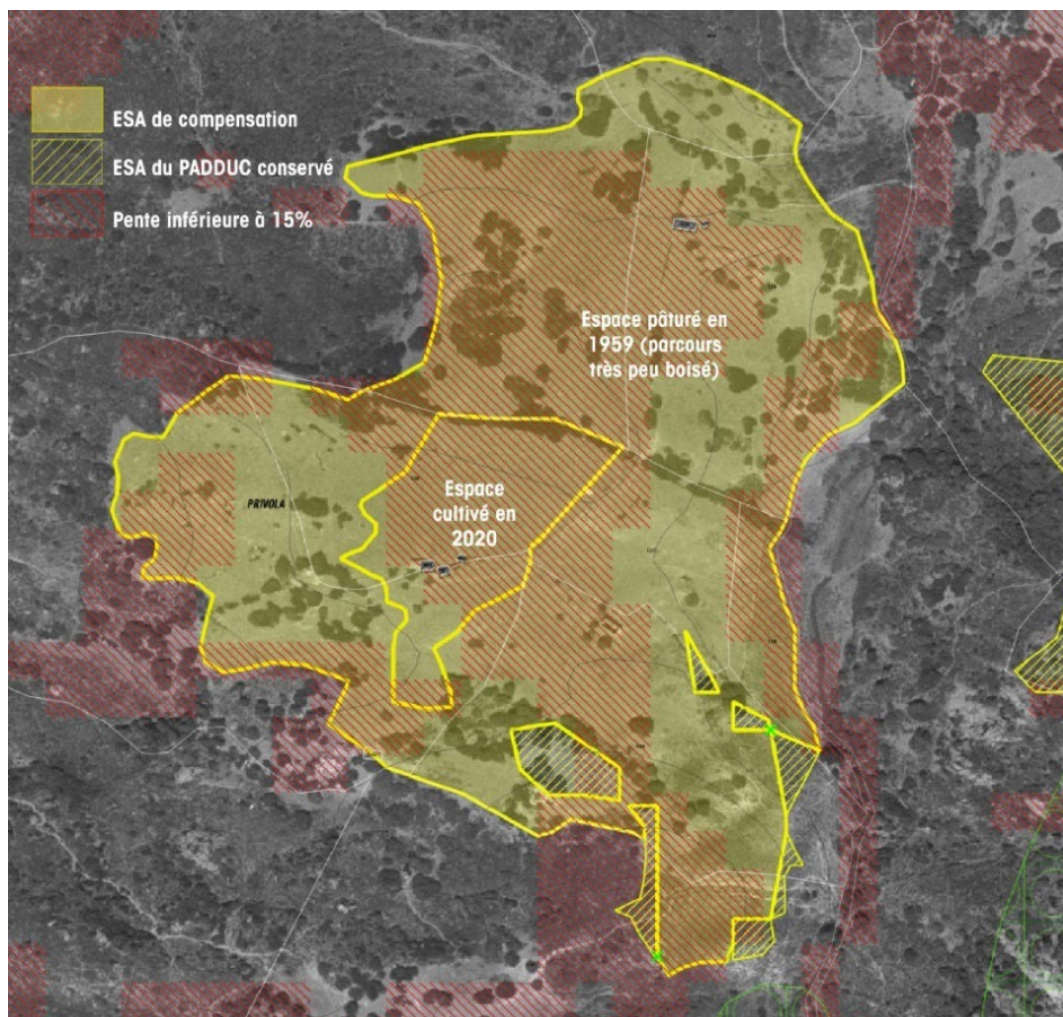 ESA de compensation
ESA du PADDUC conservé
Pente inférieure à 15%
Espace pâturé en
1959 (parcours
très peu boisé)
PRIVOLA
Espace
cultivé en
2020